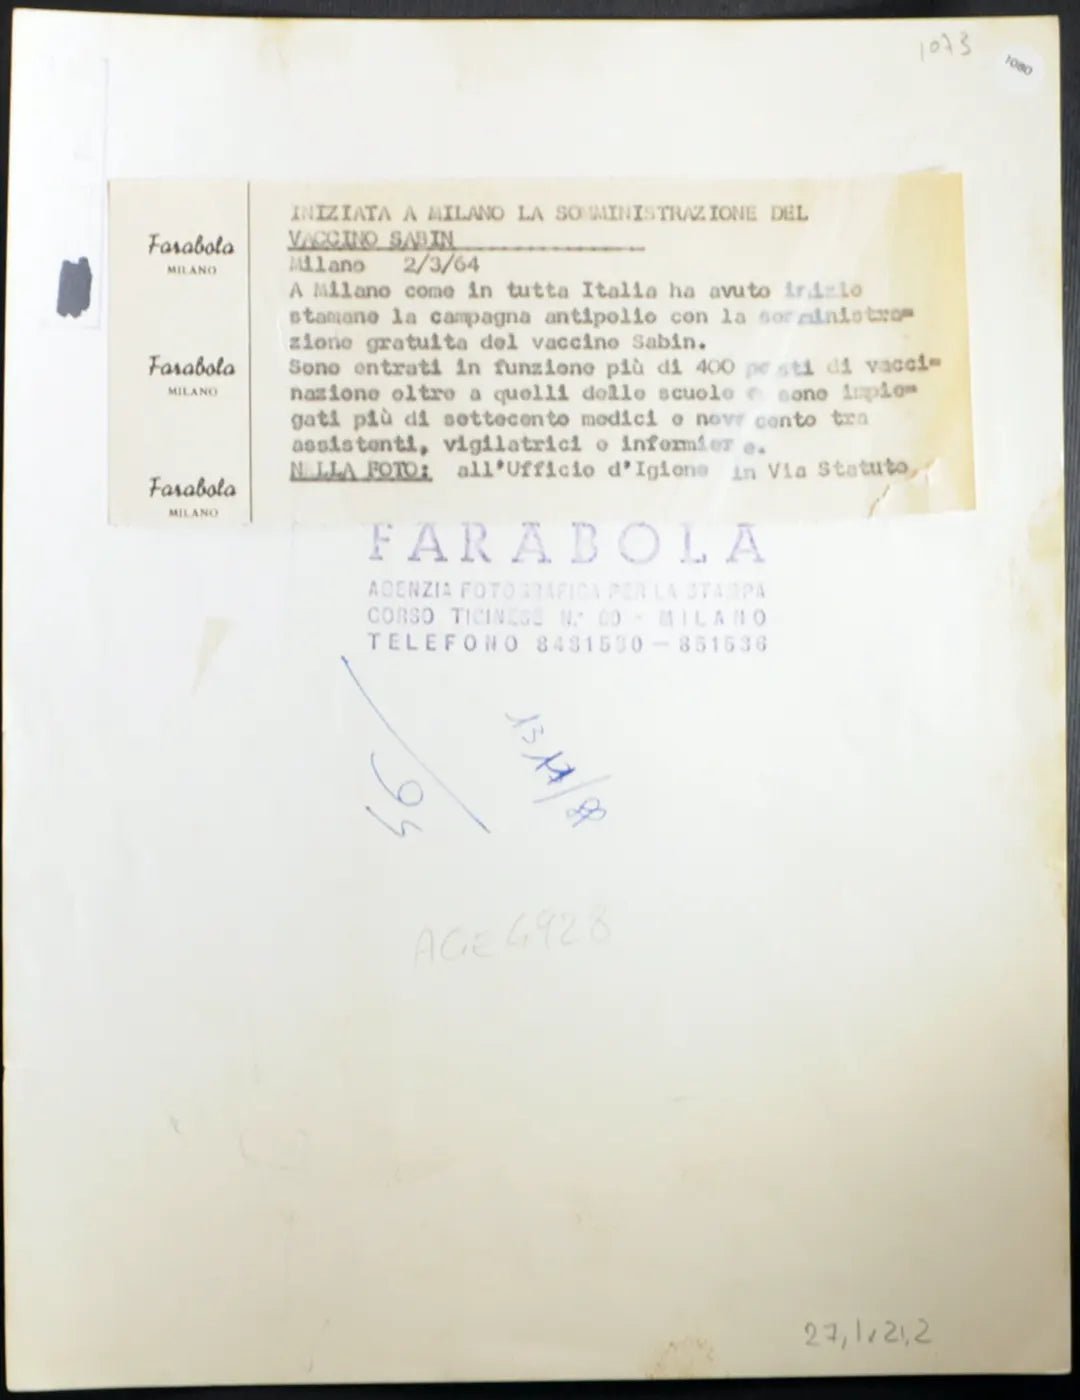 1073
1080
Farabola
MILANO
Farabola
MILANO
Farabola
MILANO
INIZIATA A MILANO LA SOMMINISTRAZIONE DEL
VACCINO SABIN
Milano 2/3/64
A Milano come in tutta Italia ha avuto inizio
stamane la campagna antipolio con la somministra=
zione gratuita del vaccino Sabin.
Sono entrati in funzione più di 400 posti di vacci=
nazione oltre a quelli delle scuole e sono impie=
gati più di settecento medici e novecento tra
assistenti, vigilatrici e infermiere.
NELLA FOTO: all'Ufficio d'Igiene in Via Statuto,
FARABOLA
AGENZIA FOTOGRAFICA PER LA STAMPA
CORSO TICINESE N.° 60 - MILANO
TELEFONO 8481530 - 851536
AGE 4928
27,1,21,2